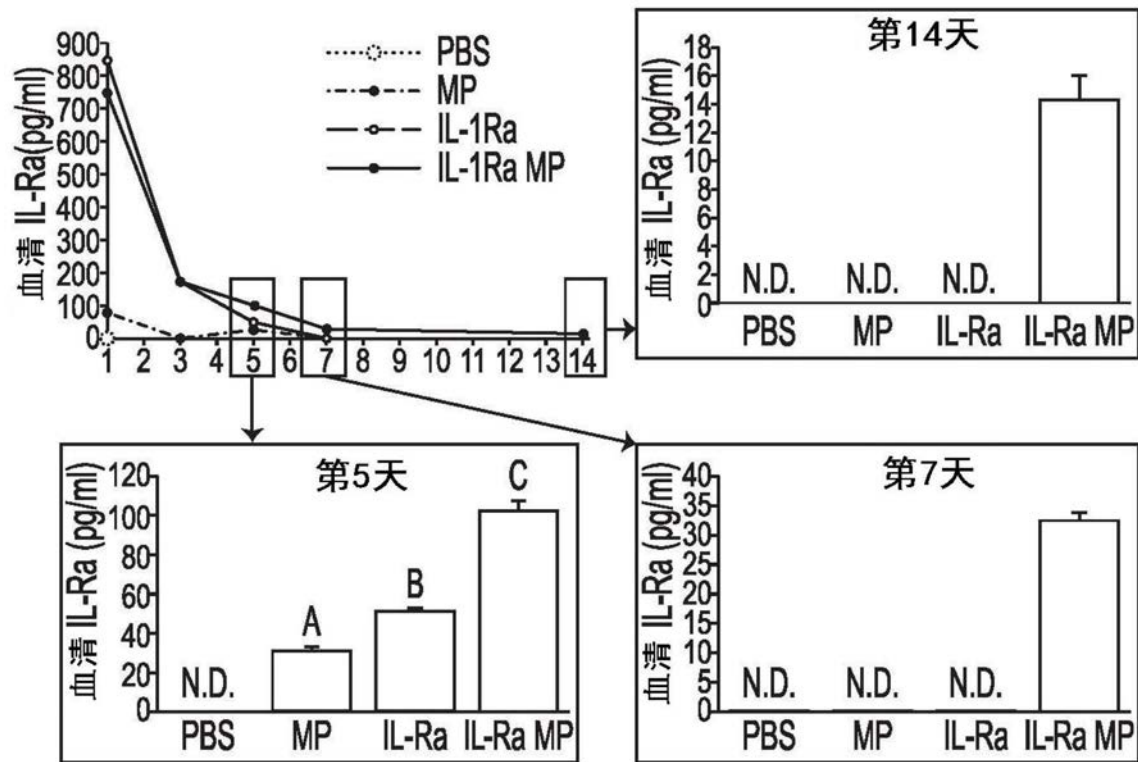 血清 IL-Ra(pg/ml)
900
800
700
600
500
400
300
200
100
0
1 2 3 4 5 6 7 8 9 10 11 12 13 14
PBS
MP
IL-1Ra
IL-1Ra MP
第14天
血清 IL-Ra (pg/ml)
18
16
14
12
10
8
6
4
2
0
N.D. N.D. N.D.
PBS MP IL-Ra IL-Ra MP
第5天
血清 IL-Ra (pg/ml)
120
100
80
60
40
20
0
N.D. A B C
PBS MP IL-Ra IL-Ra MP
第7天
血清 IL-Ra (pg/ml)
40
35
30
25
20
15
10
5
0
N.D. N.D. N.D.
PBS MP IL-Ra IL-Ra MP